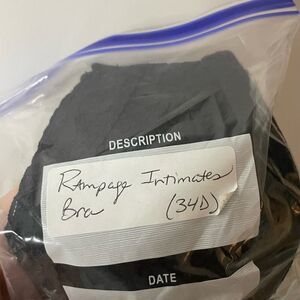 DESCRIPTION
Rampage Intimates
Bra (34D)
DATE